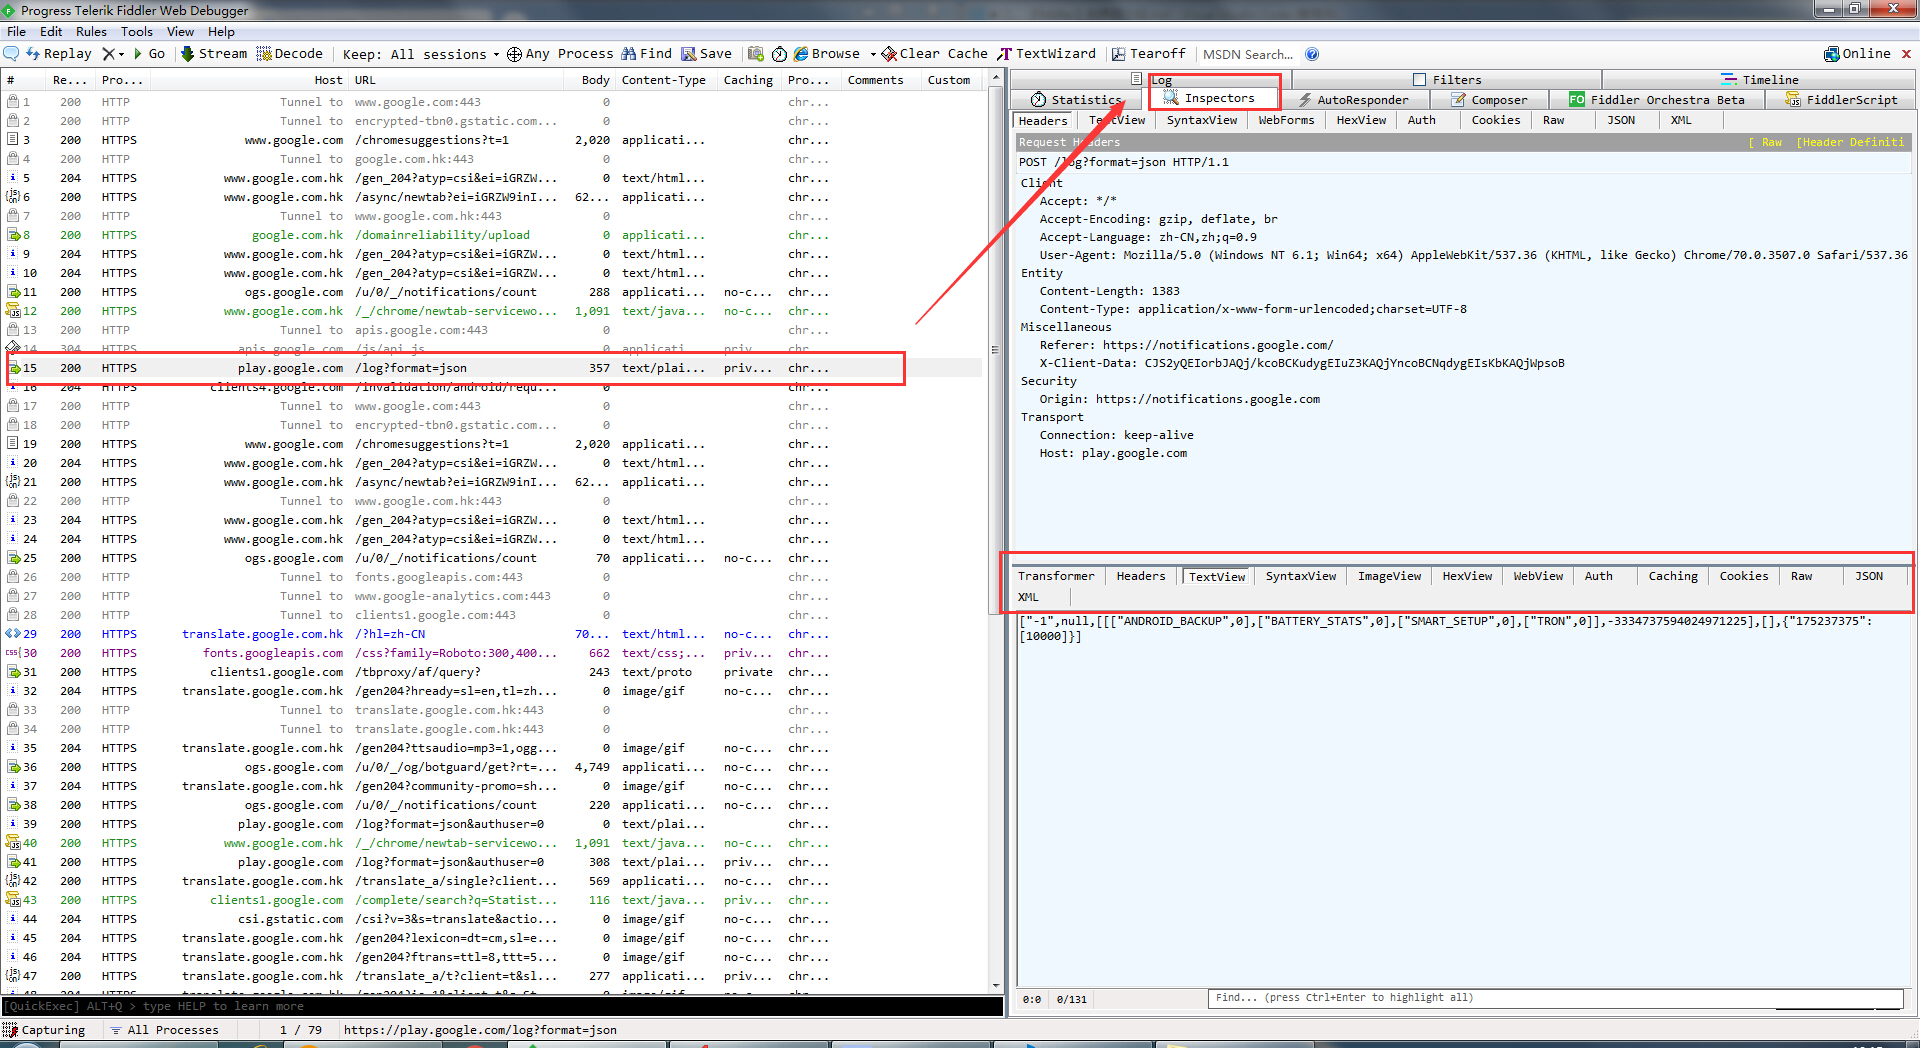 Progress Telerik Fiddler Web Debugger
File Edit Rules Tools View Help
Replay X Go Stream Decode Keep: All sessions Any Process Find Save Browse Clear Cache TextWizard Tearoff MSDN Search... Online
# Re... Pro... Host URL Body Content-Type Caching Pro... Comments Custom
1 200 HTTP Tunnel to www.google.com:443 0 chr...
2 200 HTTP Tunnel to encrypted-tbn0.gstatic.com... 0 chr...
3 200 HTTPS www.google.com /chromesuggestions?t=1 2,020 applicati... chr...
4 200 HTTP Tunnel to google.com.hk:443 0 chr...
5 204 HTTPS www.google.com.hk /gen_204?atyp=csi&ei=iGRZW... 0 text/html... chr...
6 200 HTTPS www.google.com.hk /async/newtab?ei=iGRZW9inI... 62... applicati... chr...
7 200 HTTP Tunnel to www.google.com.hk:443 0 chr...
8 200 HTTPS google.com.hk /domainreliability/upload 0 applicati... chr...
9 204 HTTPS www.google.com.hk /gen_204?atyp=csi&ei=iGRZW... 0 text/html... chr...
10 204 HTTPS www.google.com.hk /gen_204?atyp=csi&ei=iGRZW... 0 text/html... chr...
11 200 HTTPS ogs.google.com /u/0/_/notifications/count 288 applicati... no-c... chr...
12 200 HTTPS www.google.com.hk /_/chrome/newtab-servicewo... 1,091 text/java... no-c... chr...
13 200 HTTP Tunnel to apis.google.com:443 0 chr...
14 304 HTTPS apis.google.com /js/api.js 0 applicati... priv... chr...
15 200 HTTPS play.google.com /log?format=json 357 text/plai... priv... chr...
16 200 HTTPS clients4.google.com /invalidation/android/requ... 0 chr...
17 200 HTTP Tunnel to www.google.com:443 0 chr...
18 200 HTTP Tunnel to encrypted-tbn0.gstatic.com... 0 chr...
19 200 HTTPS www.google.com /chromesuggestions?t=1 2,020 applicati... chr...
20 204 HTTPS www.google.com.hk /gen_204?atyp=csi&ei=iGRZW... 0 text/html... chr...
21 200 HTTPS www.google.com.hk /async/newtab?ei=iGRZW9inI... 62... applicati... chr...
22 200 HTTP Tunnel to www.google.com.hk:443 0 chr...
23 204 HTTPS www.google.com.hk /gen_204?atyp=csi&ei=iGRZW... 0 text/html... chr...
24 204 HTTPS www.google.com.hk /gen_204?atyp=csi&ei=iGRZW... 0 text/html... chr...
25 200 HTTPS ogs.google.com /u/0/_/notifications/count 70 applicati... no-c... chr...
26 200 HTTP Tunnel to fonts.googleapis.com:443 0 chr...
27 200 HTTP Tunnel to www.google-analytics.com:443 0 chr...
28 200 HTTP Tunnel to clients1.google.com:443 0 chr...
29 200 HTTPS translate.google.com.hk /?hl=zh-CN 70... text/html... no-c... chr...
30 200 HTTPS fonts.googleapis.com /css?family=Roboto:300,400... 662 text/css;... priv... chr...
31 200 HTTPS clients1.google.com /tbproxy/af/query? 243 text/proto private chr...
32 204 HTTPS translate.google.com.hk /gen204?hready=sl=en,tl=zh... 0 image/gif no-c... chr...
33 200 HTTP Tunnel to translate.google.com.hk:443 0 chr...
34 200 HTTP Tunnel to translate.google.com.hk:443 0 chr...
35 204 HTTPS translate.google.com.hk /gen204?ttsaudio=mp3=1,ogg... 0 image/gif no-c... chr...
36 200 HTTPS ogs.google.com /u/0/_/og/botguard/get?rt=... 4,749 applicati... no-c... chr...
37 204 HTTPS translate.google.com.hk /gen204?community-promo=sh... 0 image/gif no-c... chr...
38 200 HTTPS ogs.google.com /u/0/_/notifications/count 220 applicati... no-c... chr...
39 200 HTTPS play.google.com /log?format=json&authuser=0 0 text/plai... chr...
40 200 HTTPS www.google.com.hk /_/chrome/newtab-servicewo... 1,091 text/java... no-c... chr...
41 200 HTTPS play.google.com /log?format=json&authuser=0 308 text/plai... priv... chr...
42 200 HTTPS translate.google.com.hk /translate_a/single?client... 569 applicati... no-c... chr...
43 200 HTTPS clients1.google.com /complete/search?q=Statist... 116 text/java... priv... chr...
44 204 HTTPS csi.gstatic.com /csi?v=3&s=translate&actio... 0 image/gif no-c... chr...
45 204 HTTPS translate.google.com.hk /gen204?lexicon=dt=cm,sl=e... 0 image/gif no-c... chr...
46 204 HTTPS translate.google.com.hk /gen204?ftrans=ttl=8,ttt=5... 0 image/gif no-c... chr...
47 200 HTTPS translate.google.com.hk /translate_a/t?client=t&sl... 277 applicati... priv... chr...
[QuickExec] ALT+Q > type HELP to learn more
Capturing All Processes 1 / 79 https://play.google.com/log?format=json
Log Filters Timeline
Statistics Inspectors AutoResponder Composer FO Fiddler Orchestra Beta FiddlerScript
Headers TextView SyntaxView WebForms HexView Auth Cookies Raw JSON XML
Request Headers [ Raw [Header Definiti
POST /log?format=json HTTP/1.1
Client
Accept: */*
Accept-Encoding: gzip, deflate, br
Accept-Language: zh-CN,zh;q=0.9
User-Agent: Mozilla/5.0 (Windows NT 6.1; Win64; x64) AppleWebKit/537.36 (KHTML, like Gecko) Chrome/70.0.3507.0 Safari/537.36
Entity
Content-Length: 1383
Content-Type: application/x-www-form-urlencoded;charset=UTF-8
Miscellaneous
Referer: https://notifications.google.com/
X-Client-Data: CJS2yQEIorbJAQj/kcoBCKudygEIuZ3KAQjYncoBCNqdygEIsKbKAQjWpsoB
Security
Origin: https://notifications.google.com
Transport
Connection: keep-alive
Host: play.google.com
Transformer Headers TextView SyntaxView ImageView HexView WebView Auth Caching Cookies Raw JSON
XML
["-1",null,[[["ANDROID_BACKUP",0],["BATTERY_STATS",0],["SMART_SETUP",0],["TRON",0]],-3334737594024971225],[],{"175237375":
[10000]}]
0:0 0/131 Find... (press Ctrl+Enter to highlight all)